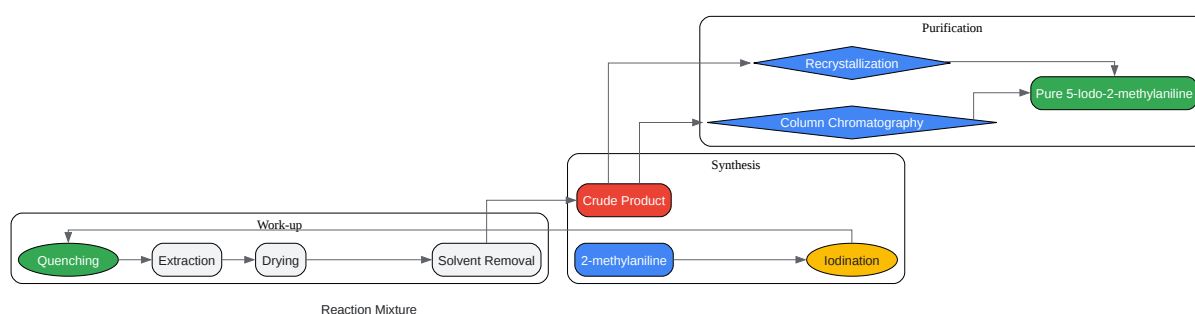 Purification
Recrystallization
Pure 5-Iodo-2-methylaniline
Column Chromatography
Synthesis
Crude Product
Work-up
Quenching
Extraction
Drying
Solvent Removal
2-methylaniline
Iodination
Reaction Mixture